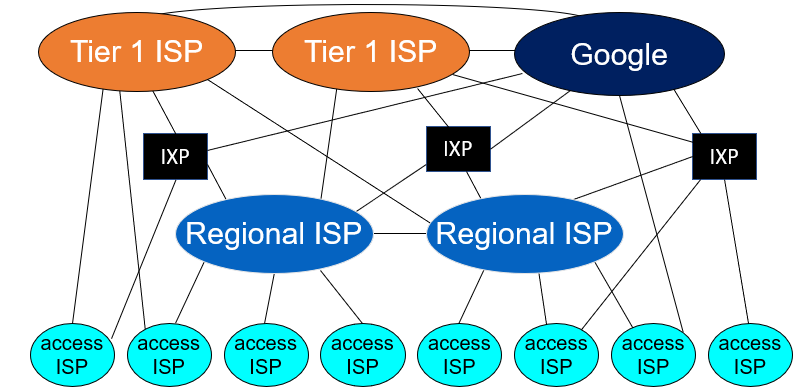 Tier 1 ISP
Tier 1 ISP
Google
IXP
IXP
IXP
Regional ISP
Regional ISP
access
ISP
access
ISP
access
ISP
access
ISP
access
ISP
access
ISP
access
ISP
access
ISP